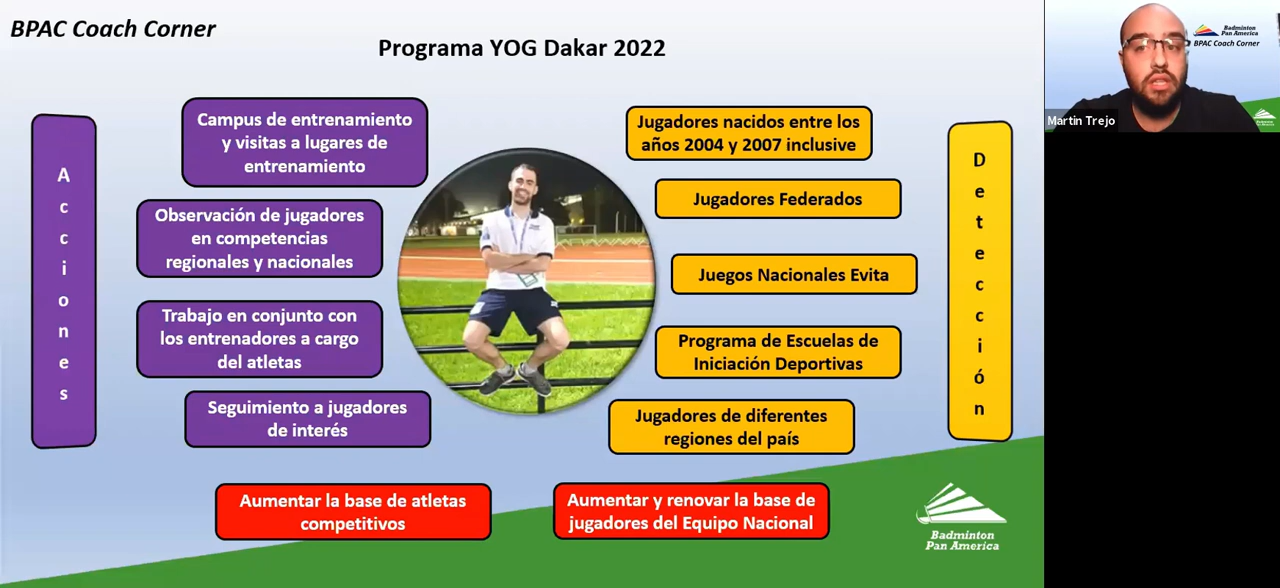 BPAC Coach Corner
Programa YOG Dakar 2022
Acciones
Campus de entrenamiento
y visitas a lugares de
entrenamiento
Observación de jugadores
en competencias
regionales y nacionales
Trabajo en conjunto con
los entrenadores a cargo
del atletas
Seguimiento a jugadores
de interés
Jugadores nacidos entre los
años 2004 y 2007 inclusive
Jugadores Federados
Juegos Nacionales Evita
Programa de Escuelas de
Iniciación Deportivas
Jugadores de diferentes
regiones del país
Detección
Aumentar la base de atletas
competitivos
Aumentar y renovar la base de
jugadores del Equipo Nacional
Badminton
Pan America
Badminton
Pan America
BPAC Coach Corner
Martin Trejo